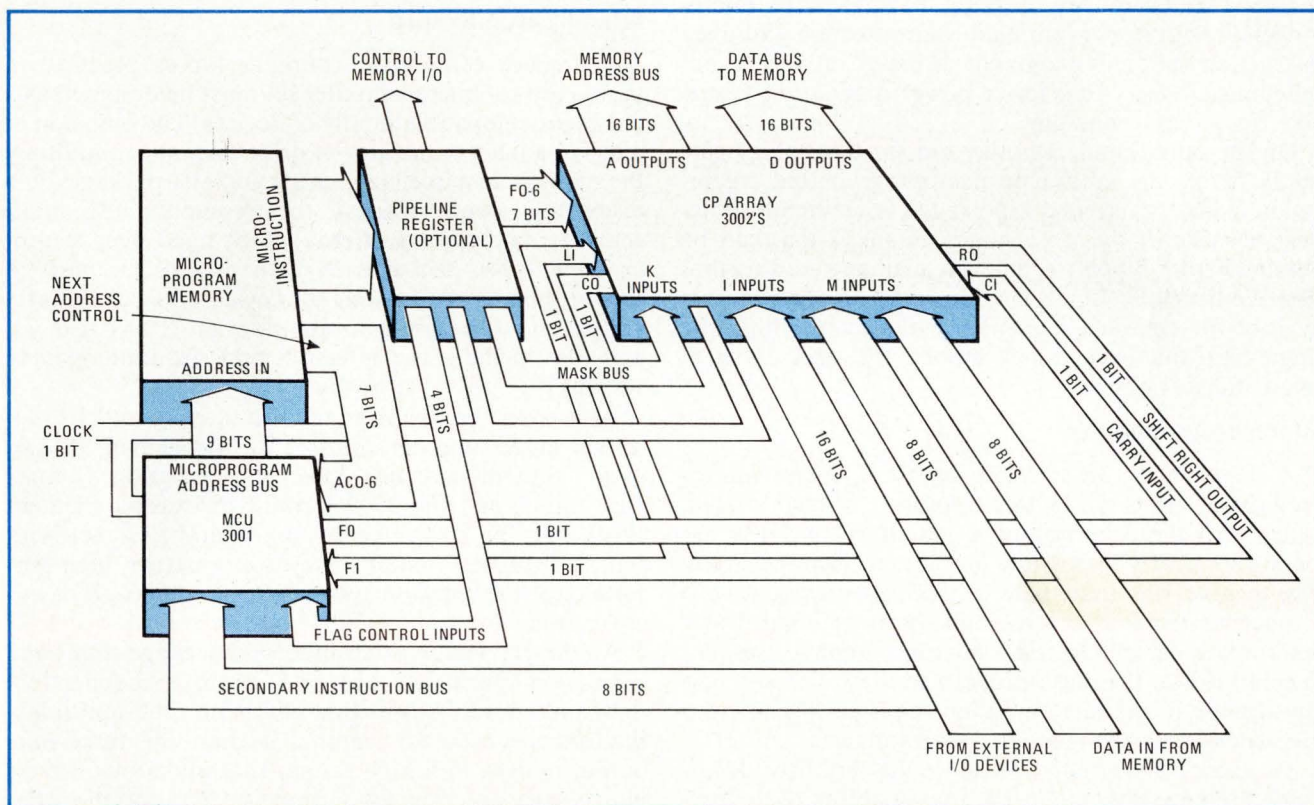 CONTROL TO
MEMORY I/O
MEMORY
ADDRESS BUS
DATA BUS
TO MEMORY
16 BITS
16 BITS
A OUTPUTS
D OUTPUTS
MICRO-
INSTRUCTION
PIPELINE
REGISTER
(OPTIONAL)
FO-6
7 BITS
CP ARRAY
3002'S
MICRO-
PROGRAM
MEMORY
NEXT
ADDRESS
CONTROL
LI
CO
K
INPUTS
I INPUTS
M INPUTS
RO
CI
1 BIT
1 BIT
MASK BUS
ADDRESS IN
7 BITS
4 BITS
CLOCK
1 BIT
9 BITS
MICROPROGRAM
ADDRESS BUS
MCU
3001
ACO-6
16 BITS
8 BITS
8 BITS
1 BIT
1 BIT
SHIFT RIGHT OUTPUT
CARRY INPUT
FO
1 BIT
F1
1 BIT
FLAG CONTROL INPUTS
SECONDARY INSTRUCTION BUS
8 BITS
FROM EXTERNAL
I/O DEVICES
DATA IN FROM
MEMORY